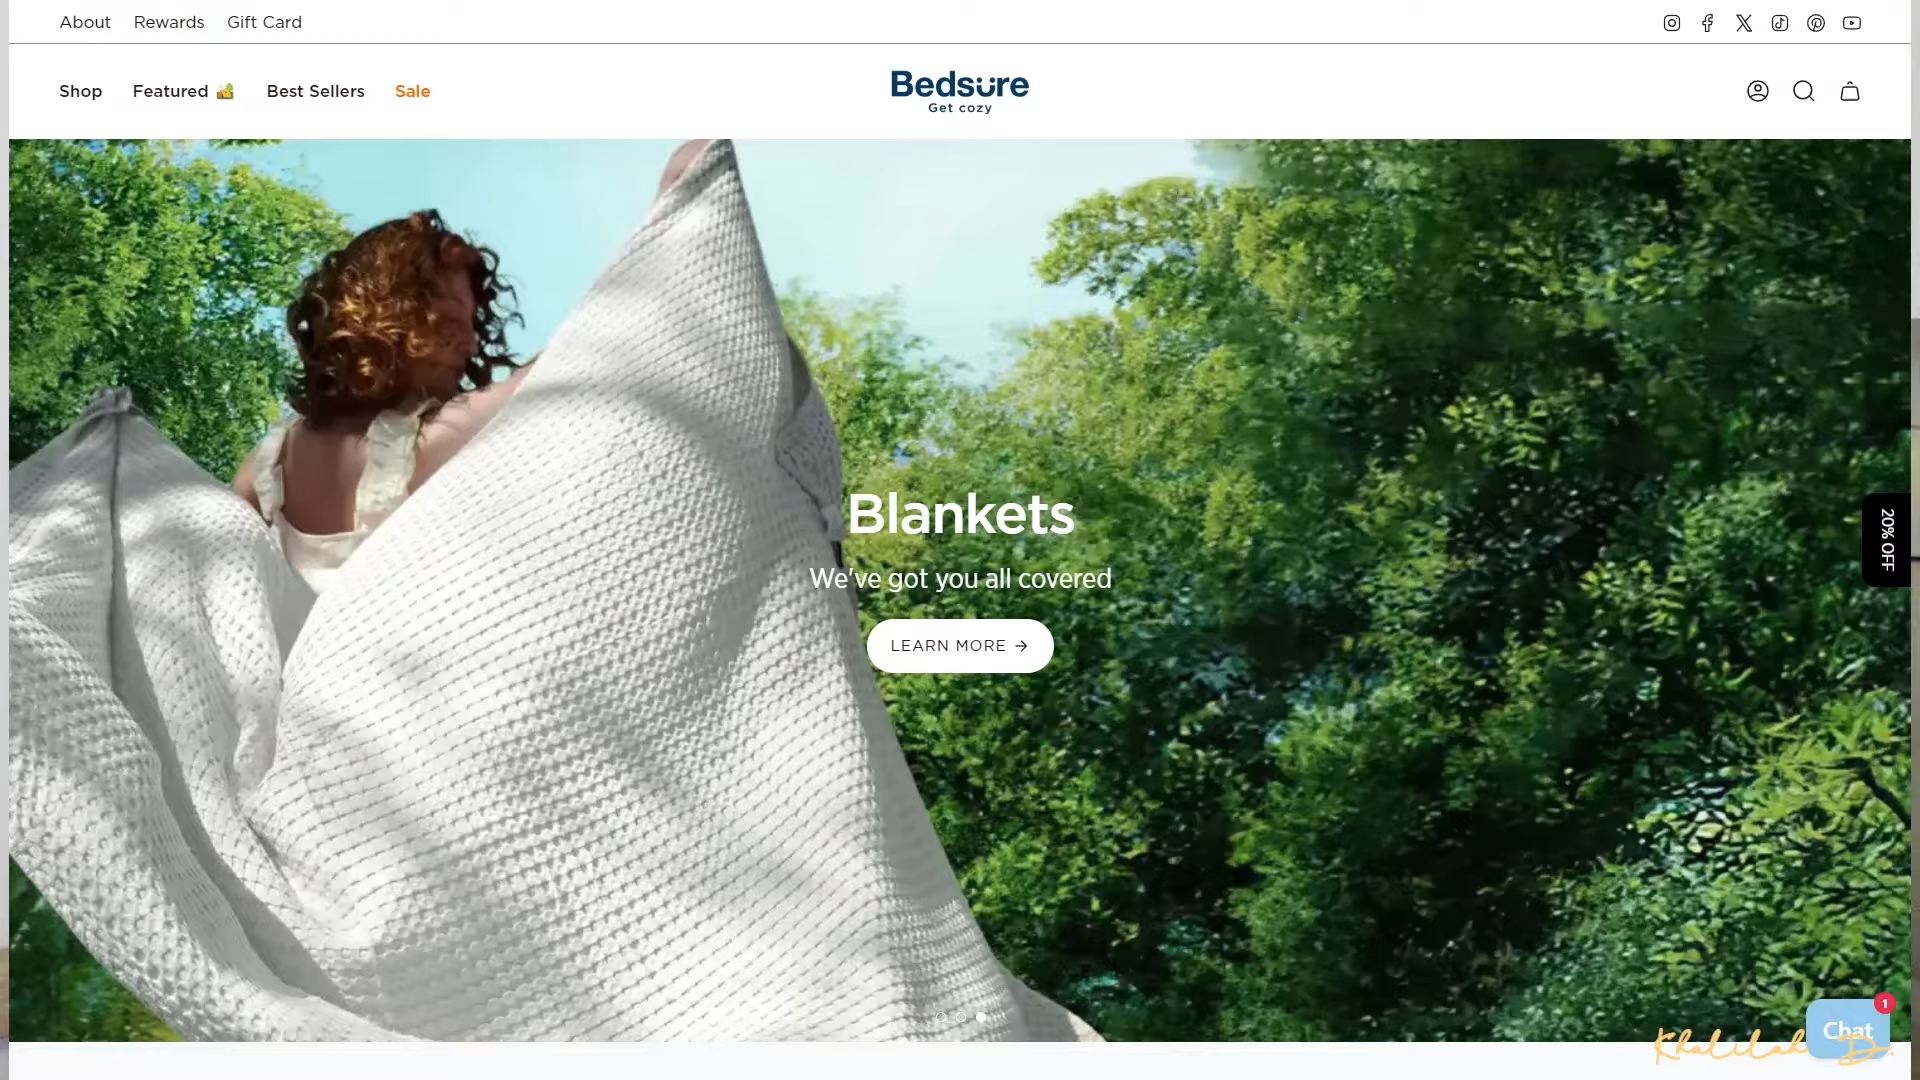 About Rewards Gift Card
Shop Featured Best Sellers Sale
Bedsure
Get cozy
Blankets
We've got you all covered
LEARN MORE →
20% OFF
1
Chat
Khalilah D.